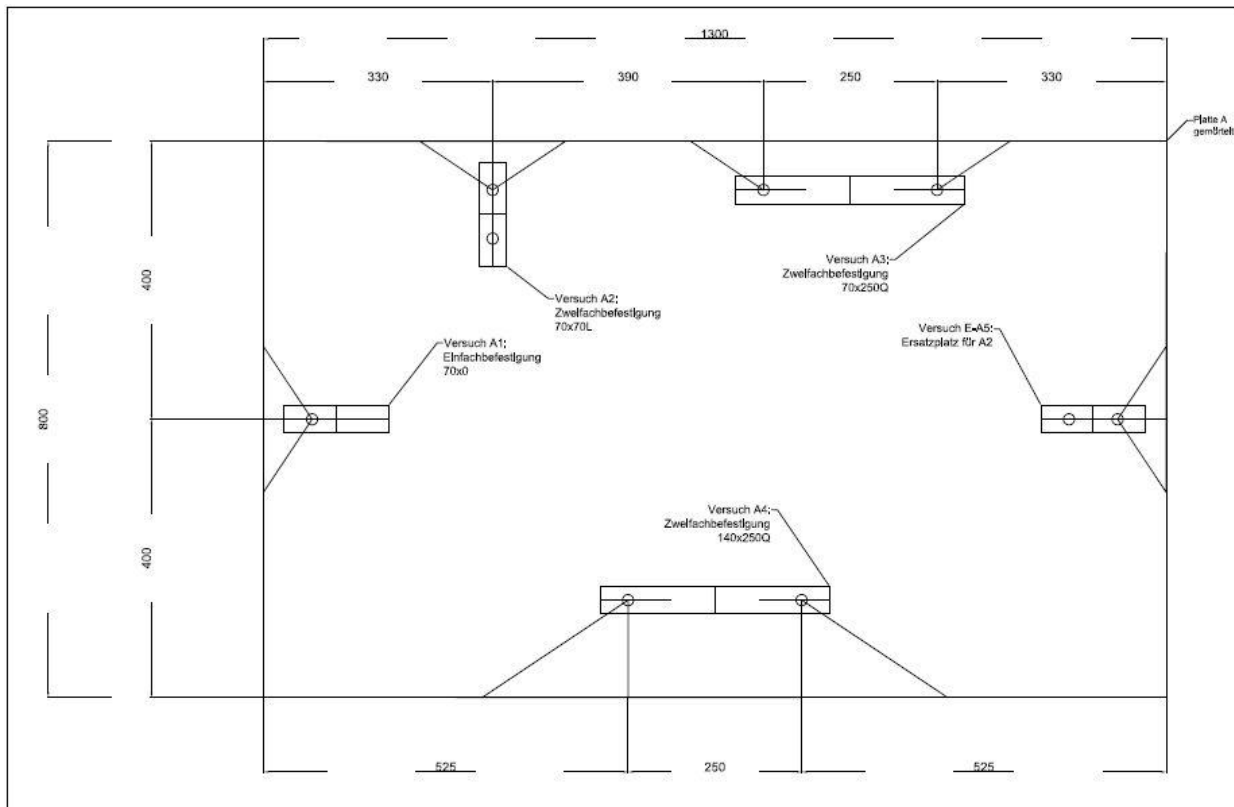 1300
330 390 250 330
Platte A
gemörtelt
Versuch A3:
Zweifachbefestigung
70x250Q
400
Versuch A2:
Zweifachbefestigung
70x70L
Versuch A1:
Einfachbefestigung
70x0
Versuch E-A5:
Ersatzplatz für A2
800
Versuch A4:
Zweifachbefestigung
140x250Q
400
525 250 525